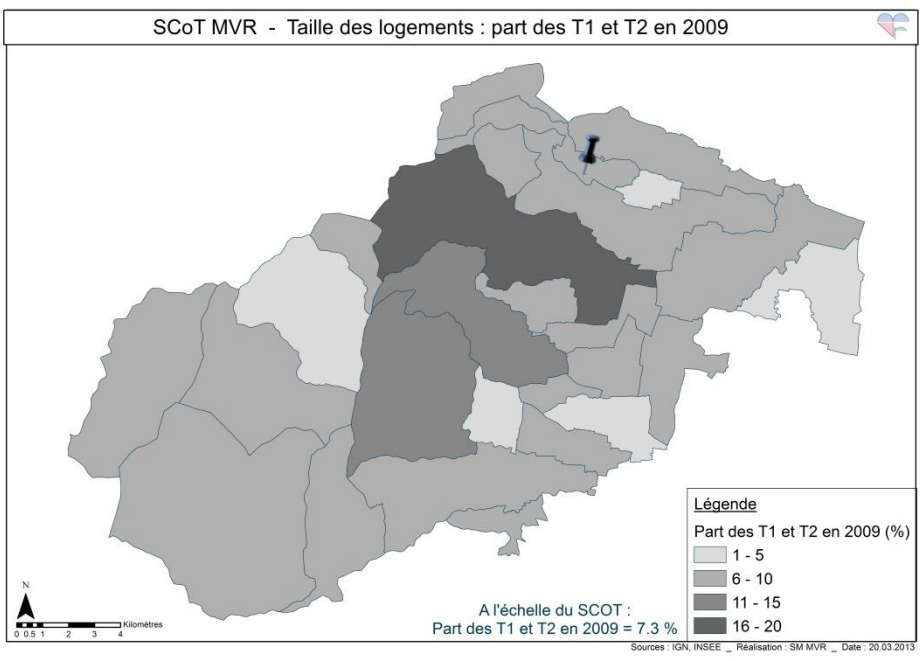 SCoT MVR - Taille des logements : part des T1 et T2 en 2009
Légende
Part des T1 et T2 en 2009 (%)
1 - 5
6 - 10
11 - 15
16 - 20
N
0 0.5 1 2 3 4 Kilomètres
A l'échelle du SCOT :
Part des T1 et T2 en 2009 = 7.3 %
Sources : IGN, INSEE _ Réalisation : SM MVR _ Date : 20.03.2013